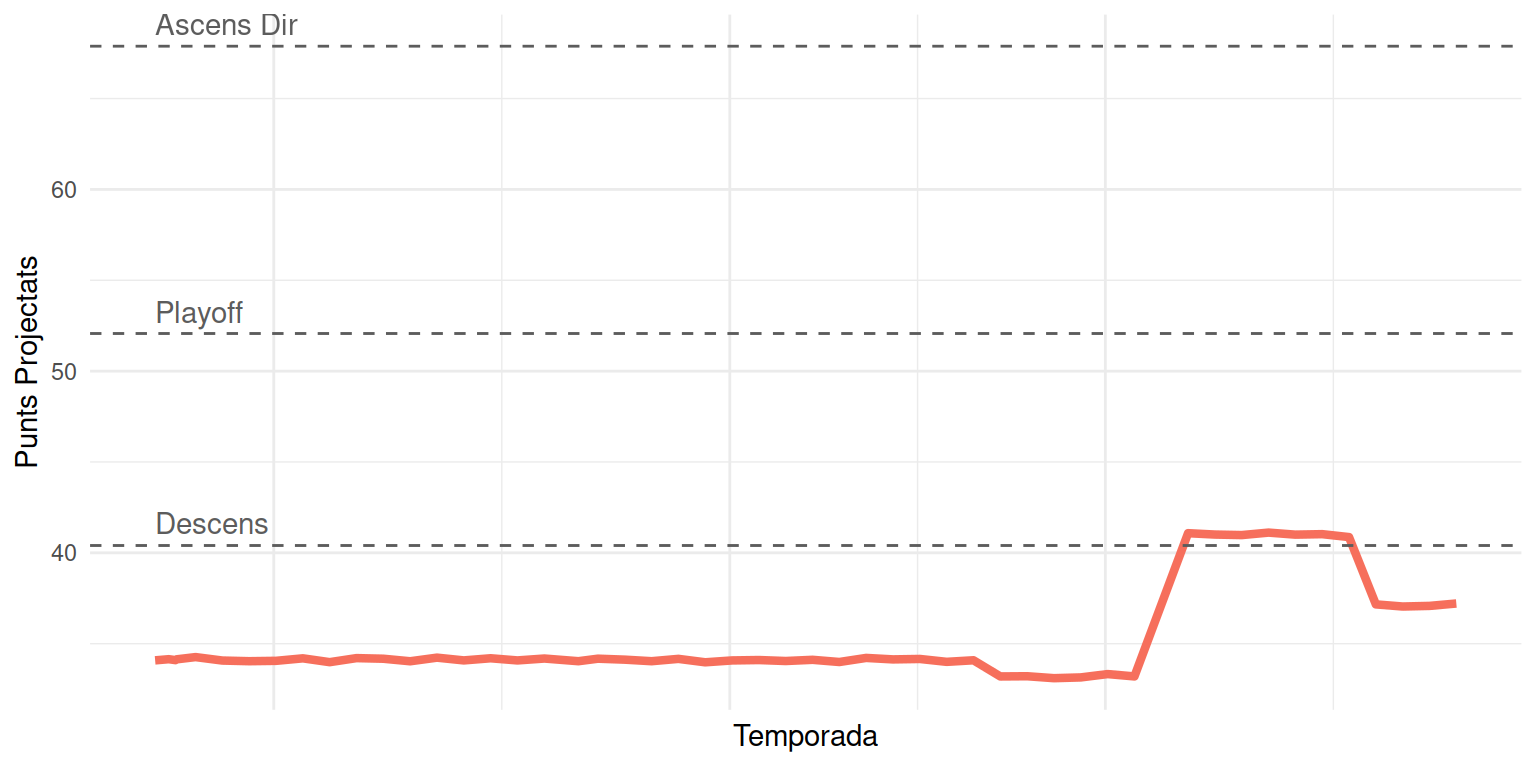 Ascens Dir
60
Playoff
50
Descens
40
Punts Projectats
Temporada